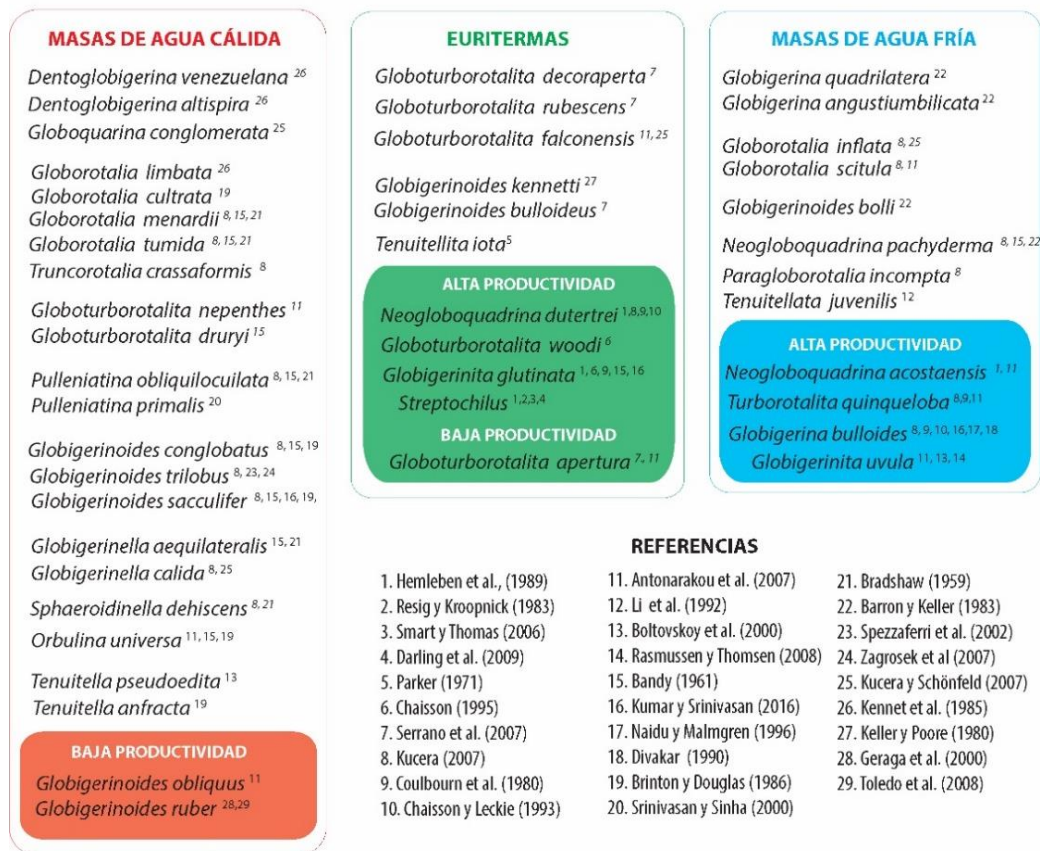 MASAS DE AGUA CÁLIDA
Dentoglobigerina venezuelana 26
Dentoglobigerina altispira 26
Globoquarina conglomerata 25
Globorotalia limbata 26
Globorotalia cultrata 19
Globorotalia menardii 8, 15, 21
Globorotalia tumida 8, 15, 21
Truncorotalia crassaformis 8
Globoturborotalita nepenthes 11
Globoturborotalita druryi 15
Pulleniatina obliquilocuilata 8, 15, 21
Pulleniatina primalis 20
Globigerinoides conglobatus 8, 15, 19
Globigerinoides trilobus 8, 23, 24
Globigerinoides sacculifer 8, 15, 16, 19,
Globigerinella aequilateralis 15, 21
Globigerinella calida 8, 25
Sphaeroidinella dehiscens 8, 21
Orbulina universa 11, 15, 19
Tenuitella pseudoedita 13
Tenuitella anfracta 19
BAJA PRODUCTIVIDAD
Globigerinoides obliquus 11
Globigerinoides ruber 28,29
EURITERMAS
Globoturborotalita decoraperta 7
Globoturborotalita rubescens 7
Globoturborotalita falconensis 11, 25
Globigerinoides kennetti 27
Globigerinoides bulloideus 7
Tenuitellita iota 5
ALTA PRODUCTIVIDAD
Neogloboquadrina dutertrei 1,8,9,10
Globoturborotalita woodi 6
Globigerinita glutinata 1, 6, 9, 15, 16
Streptochilus 1,2,3,4
BAJA PRODUCTIVIDAD
Globoturborotalita apertura 7,, 11
MASAS DE AGUA FRÍA
Globigerina quadrilatera 22
Globigerina angustiumbilicata 22
Globorotalia inflata 8, 25
Globorotalia scitula 8, 11
Globigerinoides bolli 22
Neogloboquadrina pachyderma 8, 15, 22
Paragloborotalia incompta 8
Tenuitellata juvenilis 12
ALTA PRODUCTIVIDAD
Neogloboquadrina acostaensis 1, 11
Turborotalita quinqueloba 8,9,11
Globigerina bulloides 8, 9, 10, 16,17, 18
Globigerinita uvula 11, 13, 14
REFERENCIAS
1. Hemleben et al., (1989)
2. Resig y Kroopnick (1983)
3. Smart y Thomas (2006)
4. Darling et al. (2009)
5. Parker (1971)
6. Chaisson (1995)
7. Serrano et al. (2007)
8. Kucera (2007)
9. Coulbourn et al. (1980)
10. Chaisson y Leckie (1993)
11. Antonarakou et al. (2007)
12. Li et al. (1992)
13. Boltovskoy et al. (2000)
14. Rasmussen y Thomsen (2008)
15. Bandy (1961)
16. Kumar y Srinivasan (2016)
17. Naidu y Malmgren (1996)
18. Divakar (1990)
19. Brinton y Douglas (1986)
20. Srinivasan y Sinha (2000)
21. Bradshaw (1959)
22. Barron y Keller (1983)
23. Spezzaferri et al. (2002)
24. Zagrosek et al (2007)
25. Kucera y Schönfeld (2007)
26. Kennet et al. (1985)
27. Keller y Poore (1980)
28. Geraga et al. (2000)
29. Toledo et al. (2008)